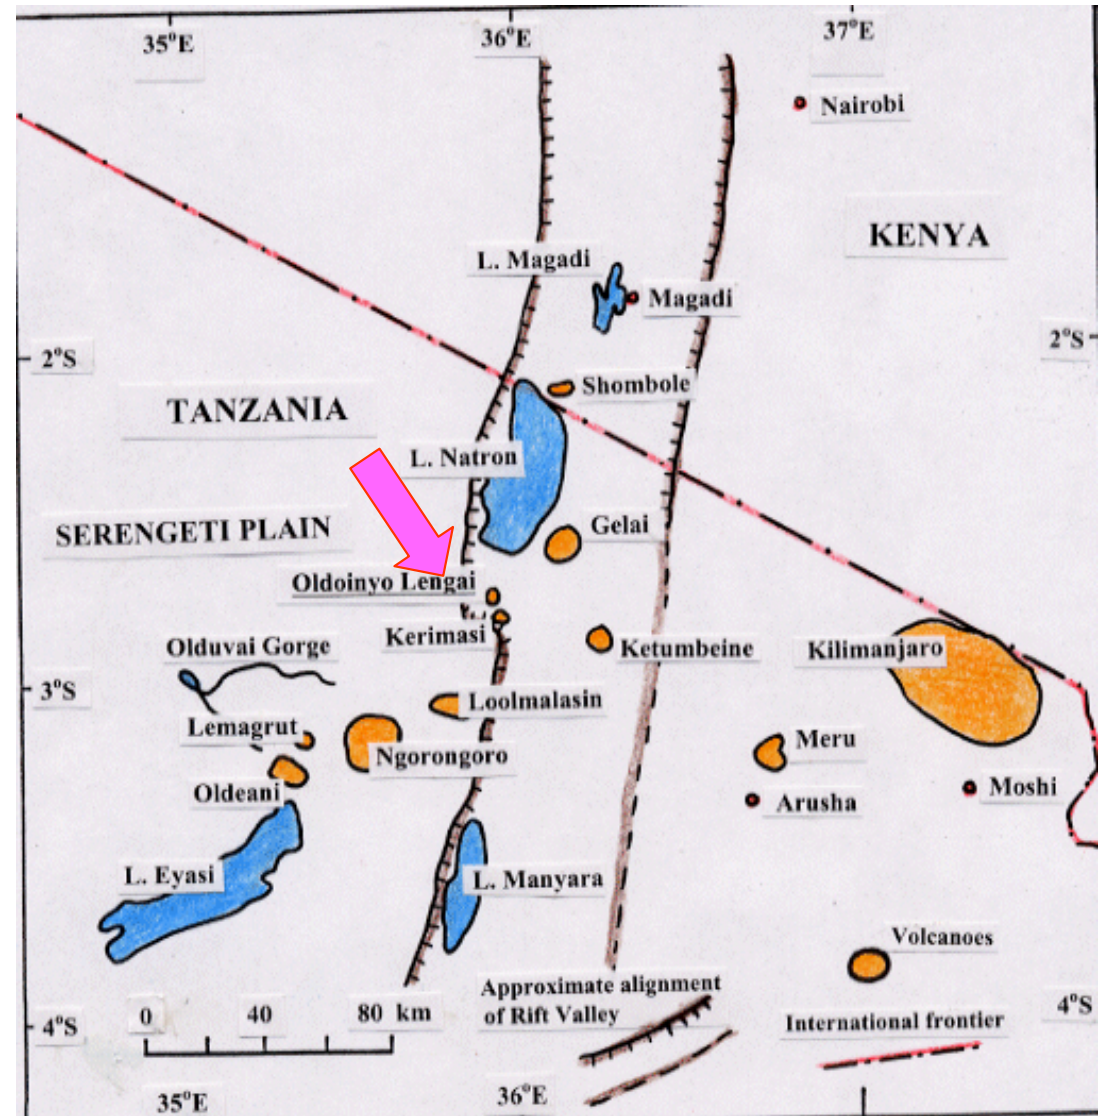 35°E
36°E
37°E
Nairobi
KENYA
L. Magadi
Magadi
2°S
2°S
Shombole
TANZANIA
L. Natron
SERENGETI PLAIN
Gelai
Oldoinyo Lengai
Kerimasi
Olduvai Gorge
Ketumbeine
Kilimanjaro
3°S
Loolmalasin
Lemagrut
Ngorongoro
Meru
Oldeani
Arusha
Moshi
L. Eyasi
L. Manyara
Volcanoes
Approximate alignment
of Rift Valley
0 40 80 km
4°S
4°S
International frontier
35°E
36°E